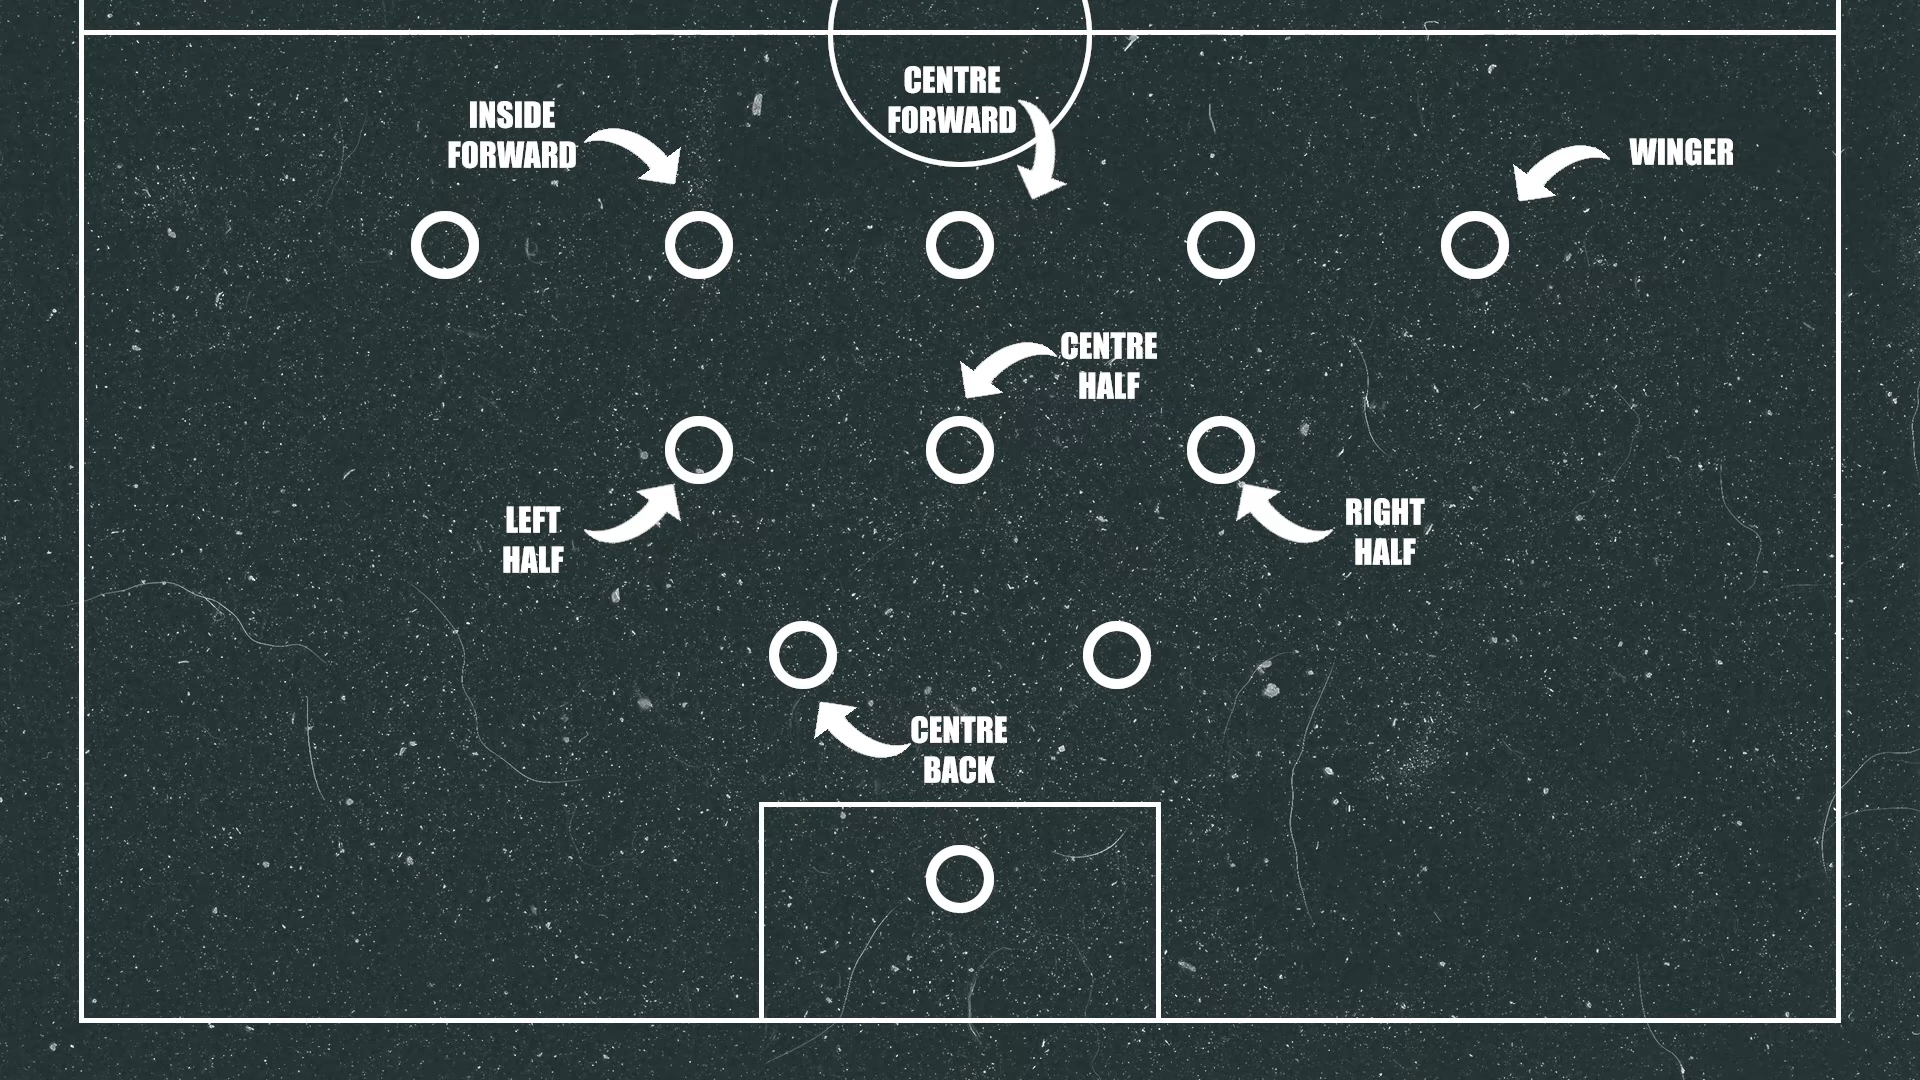 CENTRE
FORWARD
INSIDE
FORWARD
WINGER
CENTRE
HALF
LEFT
HALF
RIGHT
HALF
CENTRE
BACK